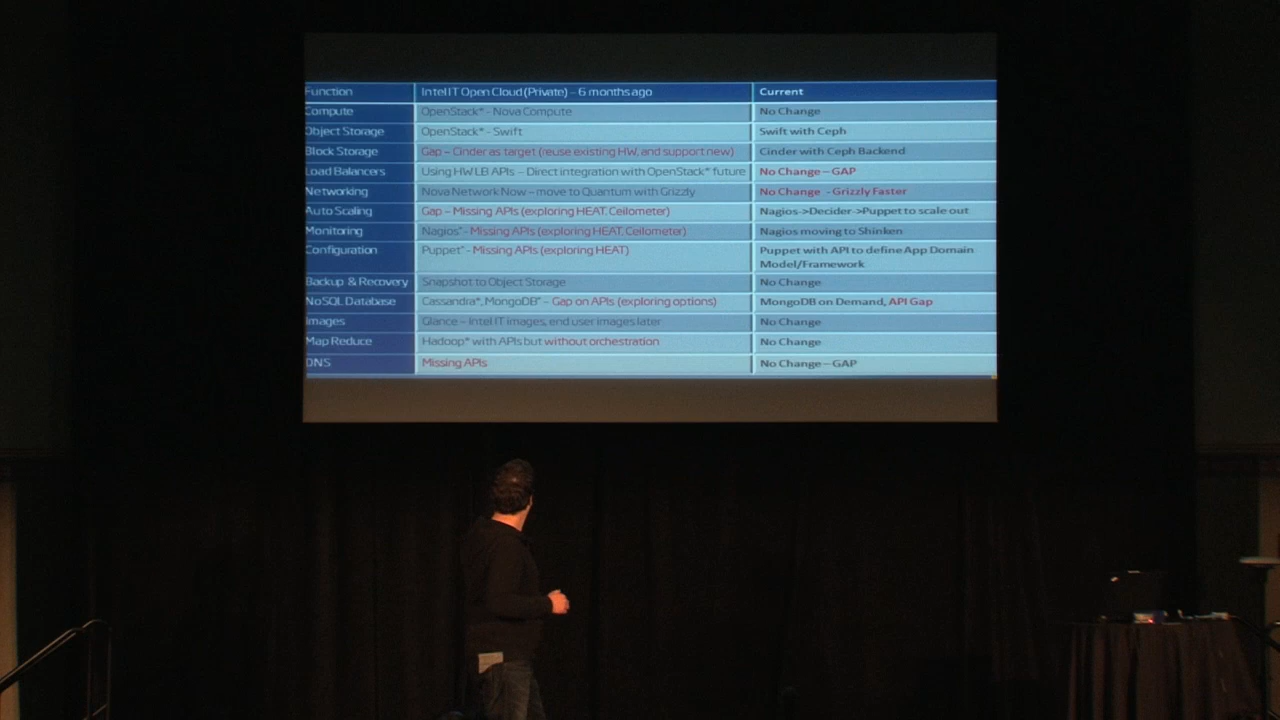 Function Intel IT Open Cloud (Private) – 6 months ago Current
Compute OpenStack* - Nova Compute No Change
Object Storage OpenStack* - Swift Swift with Ceph
Block Storage Gap – Cinder as target (reuse existing HW, and support new) Cinder with Ceph Backend
Load Balancers Using HW LB APIs – Direct integration with OpenStack* future No Change – GAP
Networking Nova Network Now – move to Quantum with Grizzly No Change - Grizzly Faster
Auto Scaling Gap – Missing APIs (exploring HEAT, Ceilometer) Nagios->Decider->Puppet to scale out
Monitoring Nagios* - Missing APIs (exploring HEAT, Ceilometer) Nagios moving to Shinken
Configuration Puppet* - Missing APIs (exploring HEAT) Puppet with API to define App Domain
Model/Framework
Backup & Recovery Snapshot to Object Storage No Change
NoSQL Database Cassandra*, MongoDB* – Gap on APIs (exploring options) MongoDB on Demand, API Gap
Images Glance – Intel IT images, end user images later No Change
Map Reduce Hadoop* with APIs but without orchestration No Change
DNS Missing APIs No Change – GAP